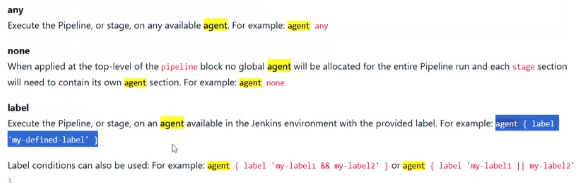 any
Execute the Pipeline, or stage, on any available agent. For example: agent any
none
When applied at the top-level of the pipeline block no global agent will be allocated for the entire Pipeline run and each stage section
will need to contain its own agent section. For example: agent none
label
Execute the Pipeline, or stage, on an agent available in the Jenkins environment with the provided label. For example: agent { label
'my-defined-label' }
Label conditions can also be used: For example: agent { label 'my-label1 && my-label2' } or agent { label 'my-label1 || my-label2'
}